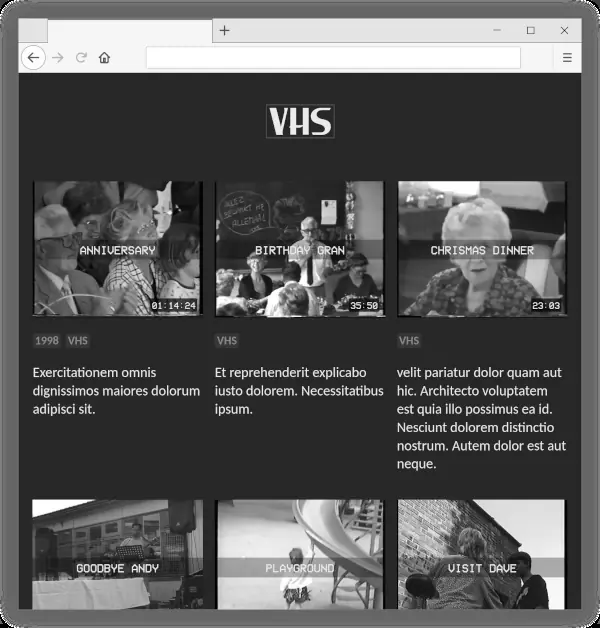 VHS
ANNIVERSARY
01:14:24
BIRTHDAY GRAN
35:50
CHRISMAS DINNER
23:03
1998 VHS
VHS
VHS
Exercitationem omnis
dignissimos maiores dolorum
adipisci sit.
Et reprehenderit explicabo
iusto dolorem. Necessitatibus
ipsum.
velit pariatur dolor quam aut
hic. Architecto voluptatem
est quia illo possimus ea id.
Nesciunt dolorem distinctio
nostrum. Autem dolor est aut
neque.
GOODBYE ANDY
PLAYGROUND
VISIT DAVE